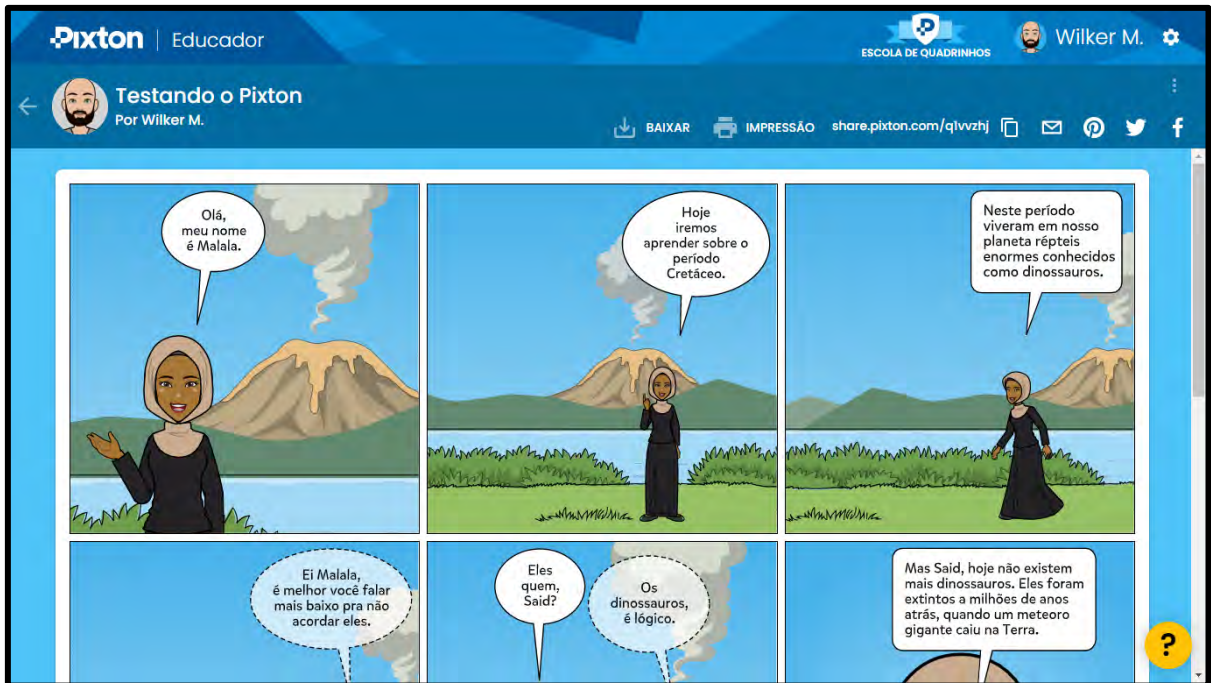 Pixton | Educador
ESCOLA DE QUADRINHOS
Wilker M.
Testando o Pixton
Por Wilker M.
BAIXAR
IMPRESSÃO
share.pixton.com/q1vvzhj
Olá,
meu nome
é Malala.
Hoje
iremos
aprender sobre o
período
Cretáceo.
Neste período
viveram em nosso
planeta répteis
enormes conhecidos
como dinossauros.
Ei Malala,
é melhor você falar
mais baixo pra não
acordar eles.
Eles
quem,
Said?
Os
dinossauros,
é lógico.
Mas Said, hoje não existem
mais dinossauros. Eles foram
extintos a milhões de anos
atrás, quando um meteoro
gigante caiu na Terra.
?